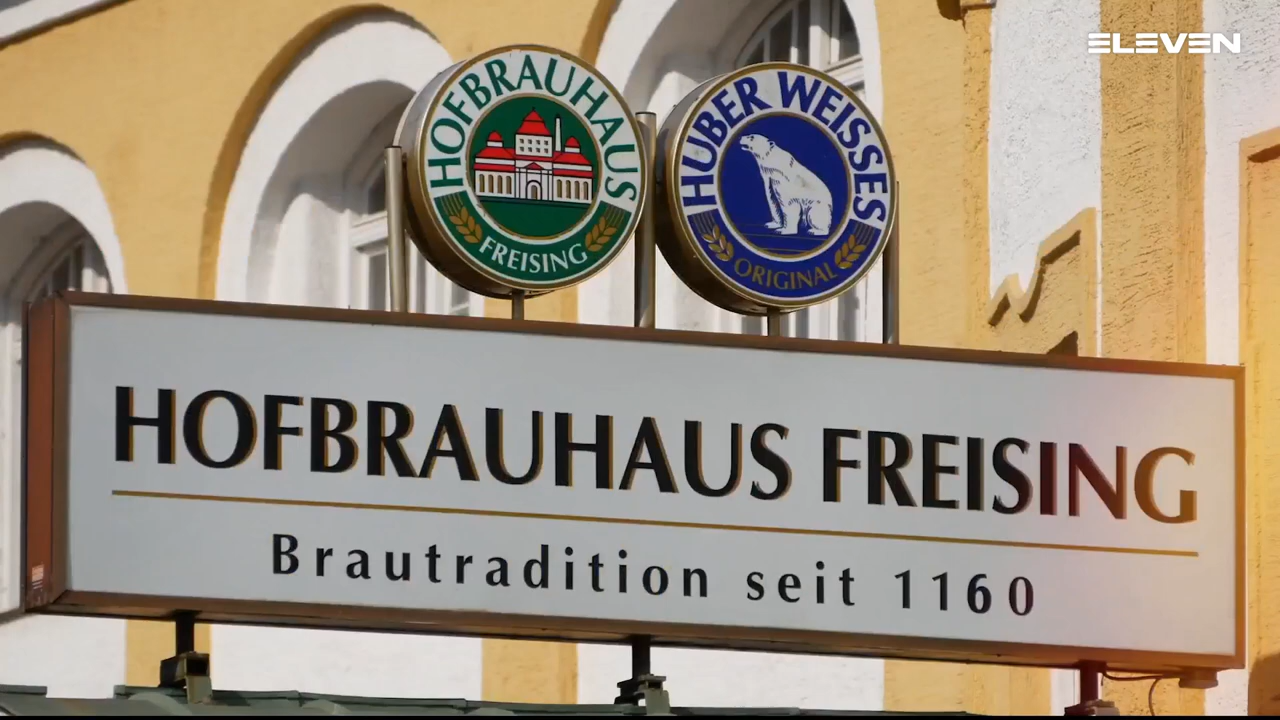 ELEVEN
HOFBRAUHAUS
FREISING
HUBER WEISSES
ORIGINAL
HOFBRAUHAUS FREISING
Brautradition seit 1160